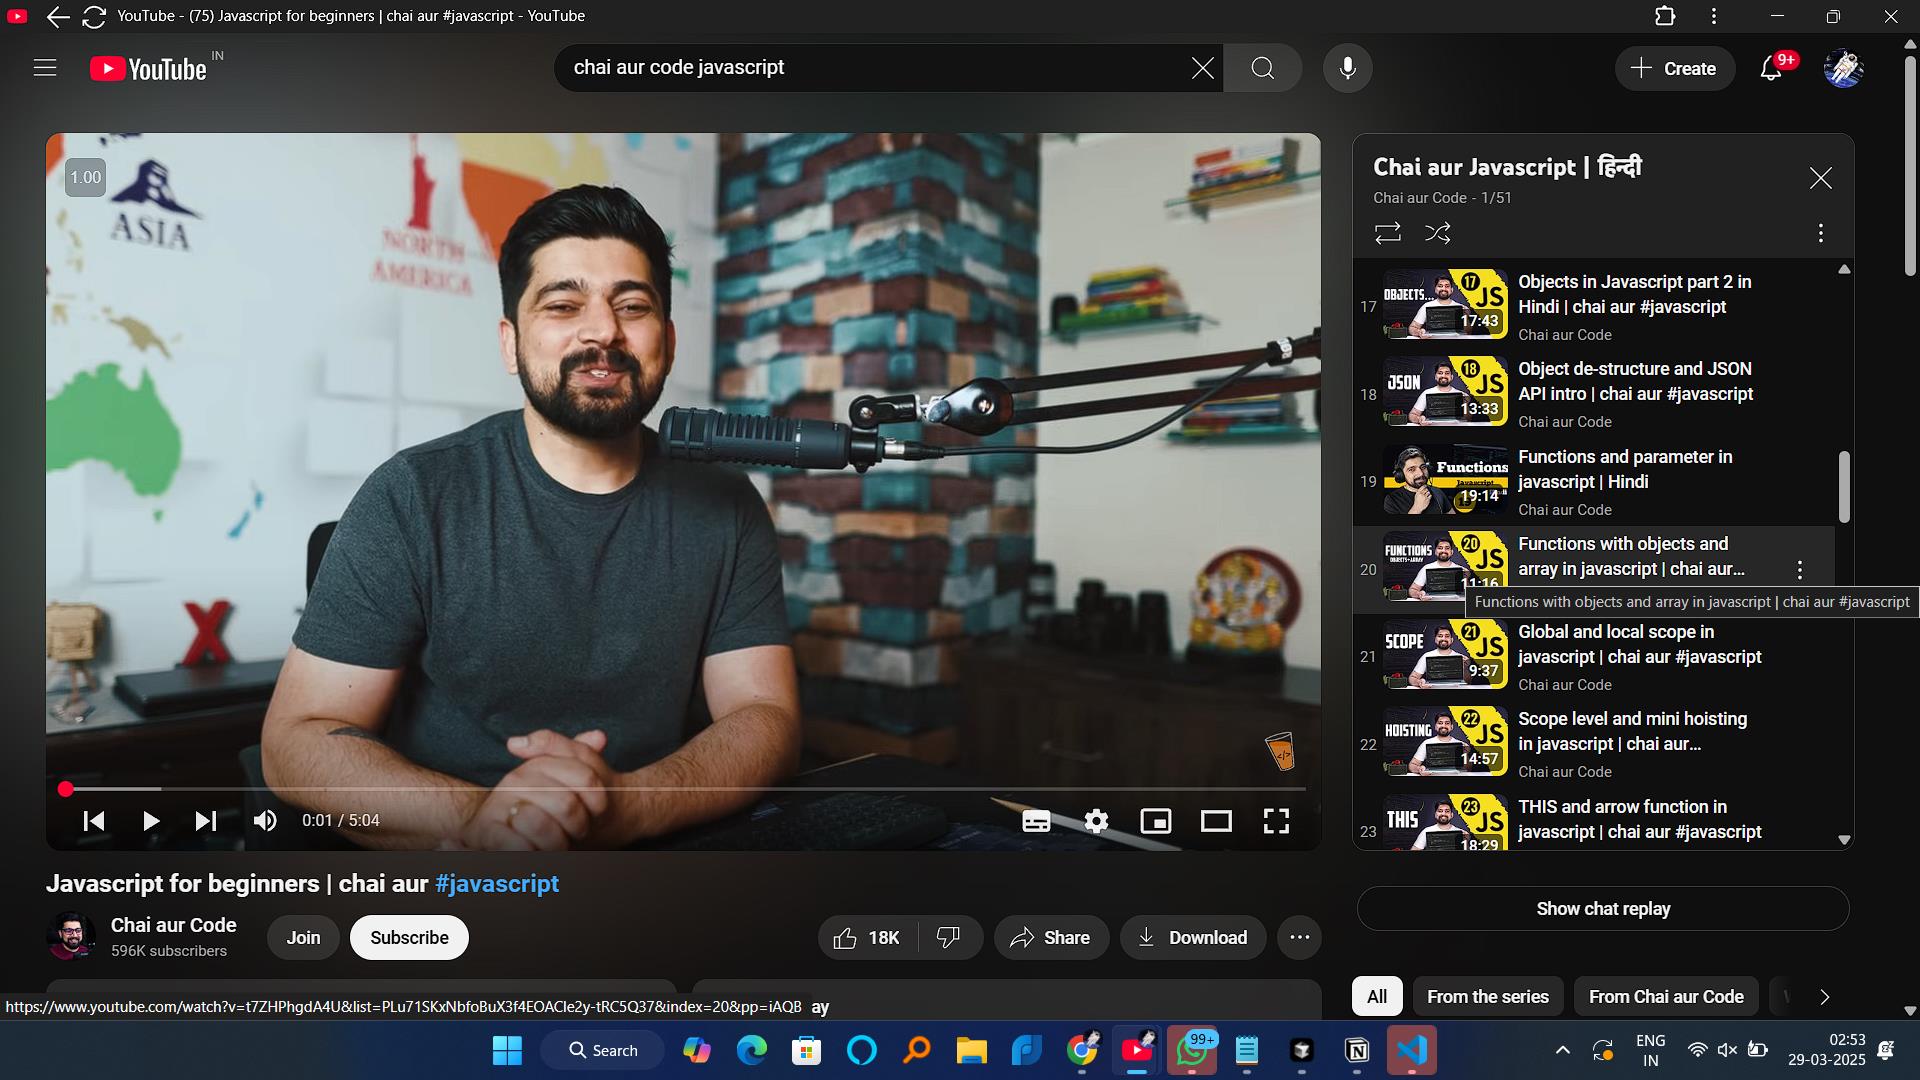 YouTube - (75) Javascript for beginners | chai aur #javascript - YouTube
YouTube IN
chai aur code javascript
Create
9+
1.00
ASIA
NORTH
AMERICA
0:01 / 5:04
Javascript for beginners | chai aur #javascript
Chai aur Code
596K subscribers
Join
Subscribe
18K
Share
Download
Chai aur Javascript | हिन्दी
Chai aur Code - 1/51
17
OBJECTS...
17
JS
17:43
Objects in Javascript part 2 in
Hindi | chai aur #javascript
Chai aur Code
18
JSON
18
JS
13:33
Object de-structure and JSON
API intro | chai aur #javascript
Chai aur Code
19
Functions
Javascript
19:14
Functions and parameter in
javascript | Hindi
Chai aur Code
20
FUNCTIONS
20
JS
11:16
Functions with objects and
array in javascript | chai aur...
Functions with objects and array in javascript | chai aur #javascript
21
SCOPE
21
JS
9:37
Global and local scope in
javascript | chai aur #javascript
Chai aur Code
22
HOISTING
22
JS
14:57
Scope level and mini hoisting
in javascript | chai aur...
Chai aur Code
23
THIS
23
JS
18:29
THIS and arrow function in
javascript | chai aur #javascript
Show chat replay
All
From the series
From Chai aur Code
https://www.youtube.com/watch?v=t7ZHPhgdA4U&list=PLu71SKxNbfoBuX3f4EOACle2y-tRC5Q37&index=20&pp=iAQB
ay
Search
99+
ENG
IN
02:53
29-03-2025